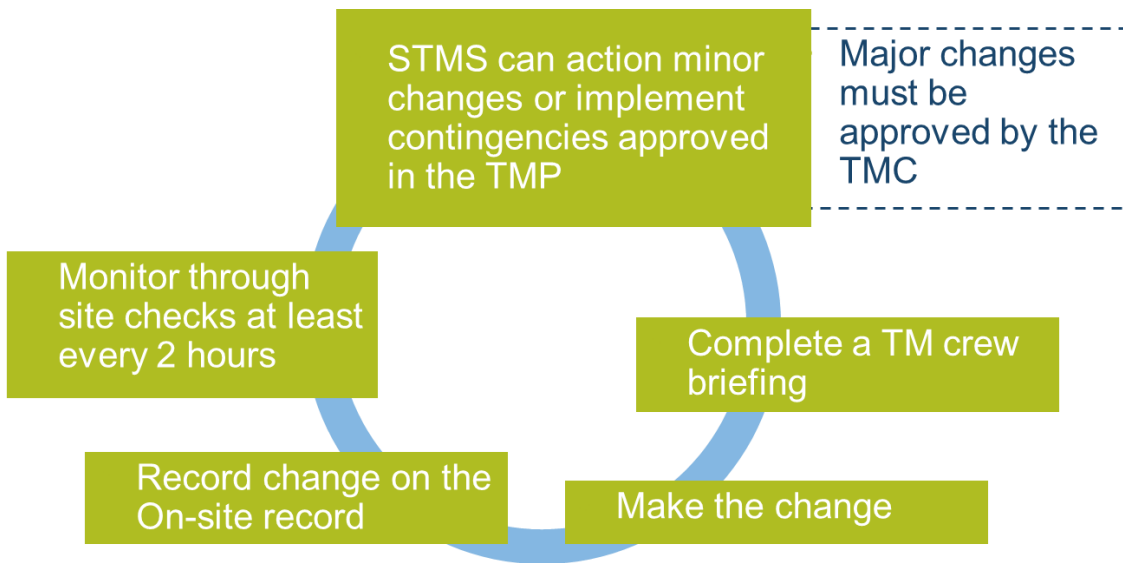 STMS can action minor
changes or implement
contingencies approved
in the TMP
Major changes
must be
approved by the
TMC
Complete a TM crew
briefing
Make the change
Record change on the
On-site record
Monitor through
site checks at least
every 2 hours